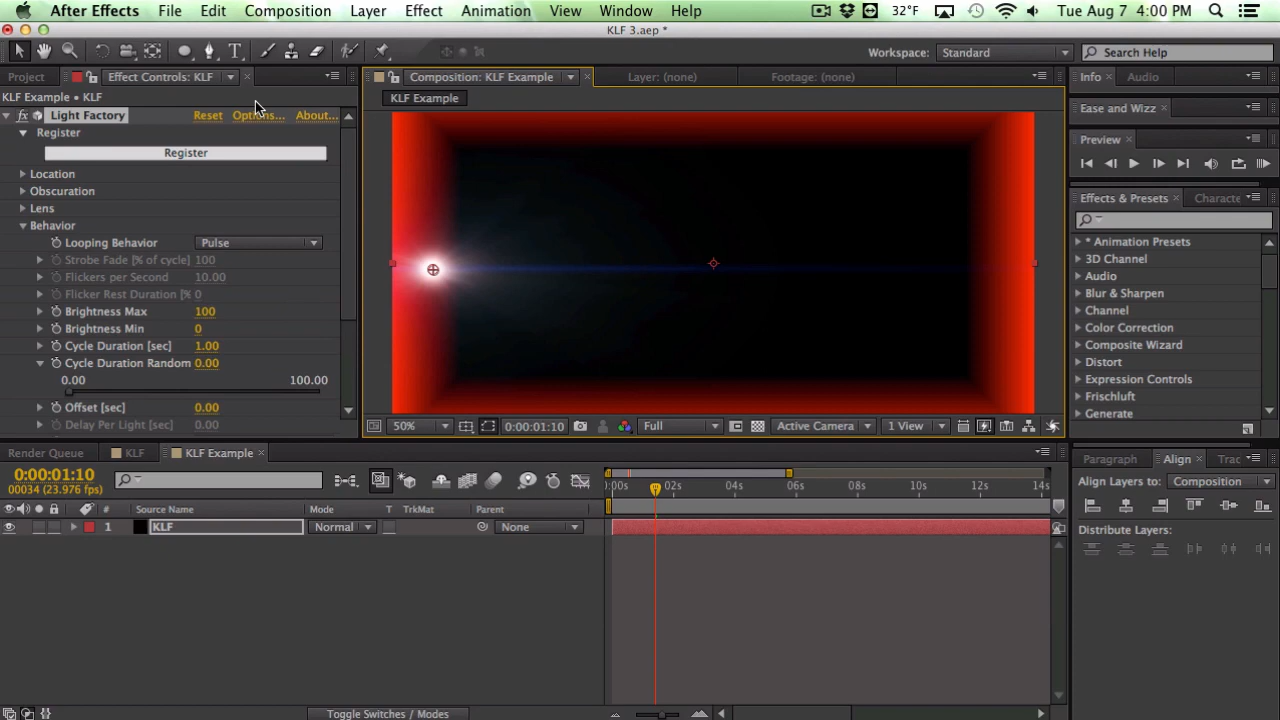 After Effects File Edit Composition Layer Effect Animation View Window Help 32°F Tue Aug 7 4:00 PM
KLF 3.aep *
Workspace: Standard Search Help
Project Effect Controls: KLF Composition: KLF Example Layer: (none) Footage: (none) Info Audio
KLF Example • KLF
KLF Example
Light Factory Reset Options... About...
Register
Register
Location
Obscuration
Lens
Behavior
Looping Behavior Pulse
Strobe Fade [% of cycle] 100
Flickers per Second 10.00
Flicker Rest Duration [% 0
Brightness Max 100
Brightness Min 0
Cycle Duration [sec] 1.00
Cycle Duration Random 0.00
0.00 100.00
Offset [sec] 0.00
Delay Per Light [sec] 0.00
50% 0:00:01:10 Full Active Camera 1 View
Ease and Wizz
Preview
Effects & Presets Characte
* Animation Presets
3D Channel
Audio
Blur & Sharpen
Channel
Color Correction
Composite Wizard
Distort
Expression Controls
Frischluft
Generate
Render Queue KLF KLF Example
0:00:01:10
00034 (23.976 fps)
:00s 02s 04s 06s 08s 10s 12s 14s
# Source Name Mode T TrkMat Parent
1 KLF Normal None
Toggle Switches / Modes
Paragraph Align Trac
Align Layers to: Composition
Distribute Layers: